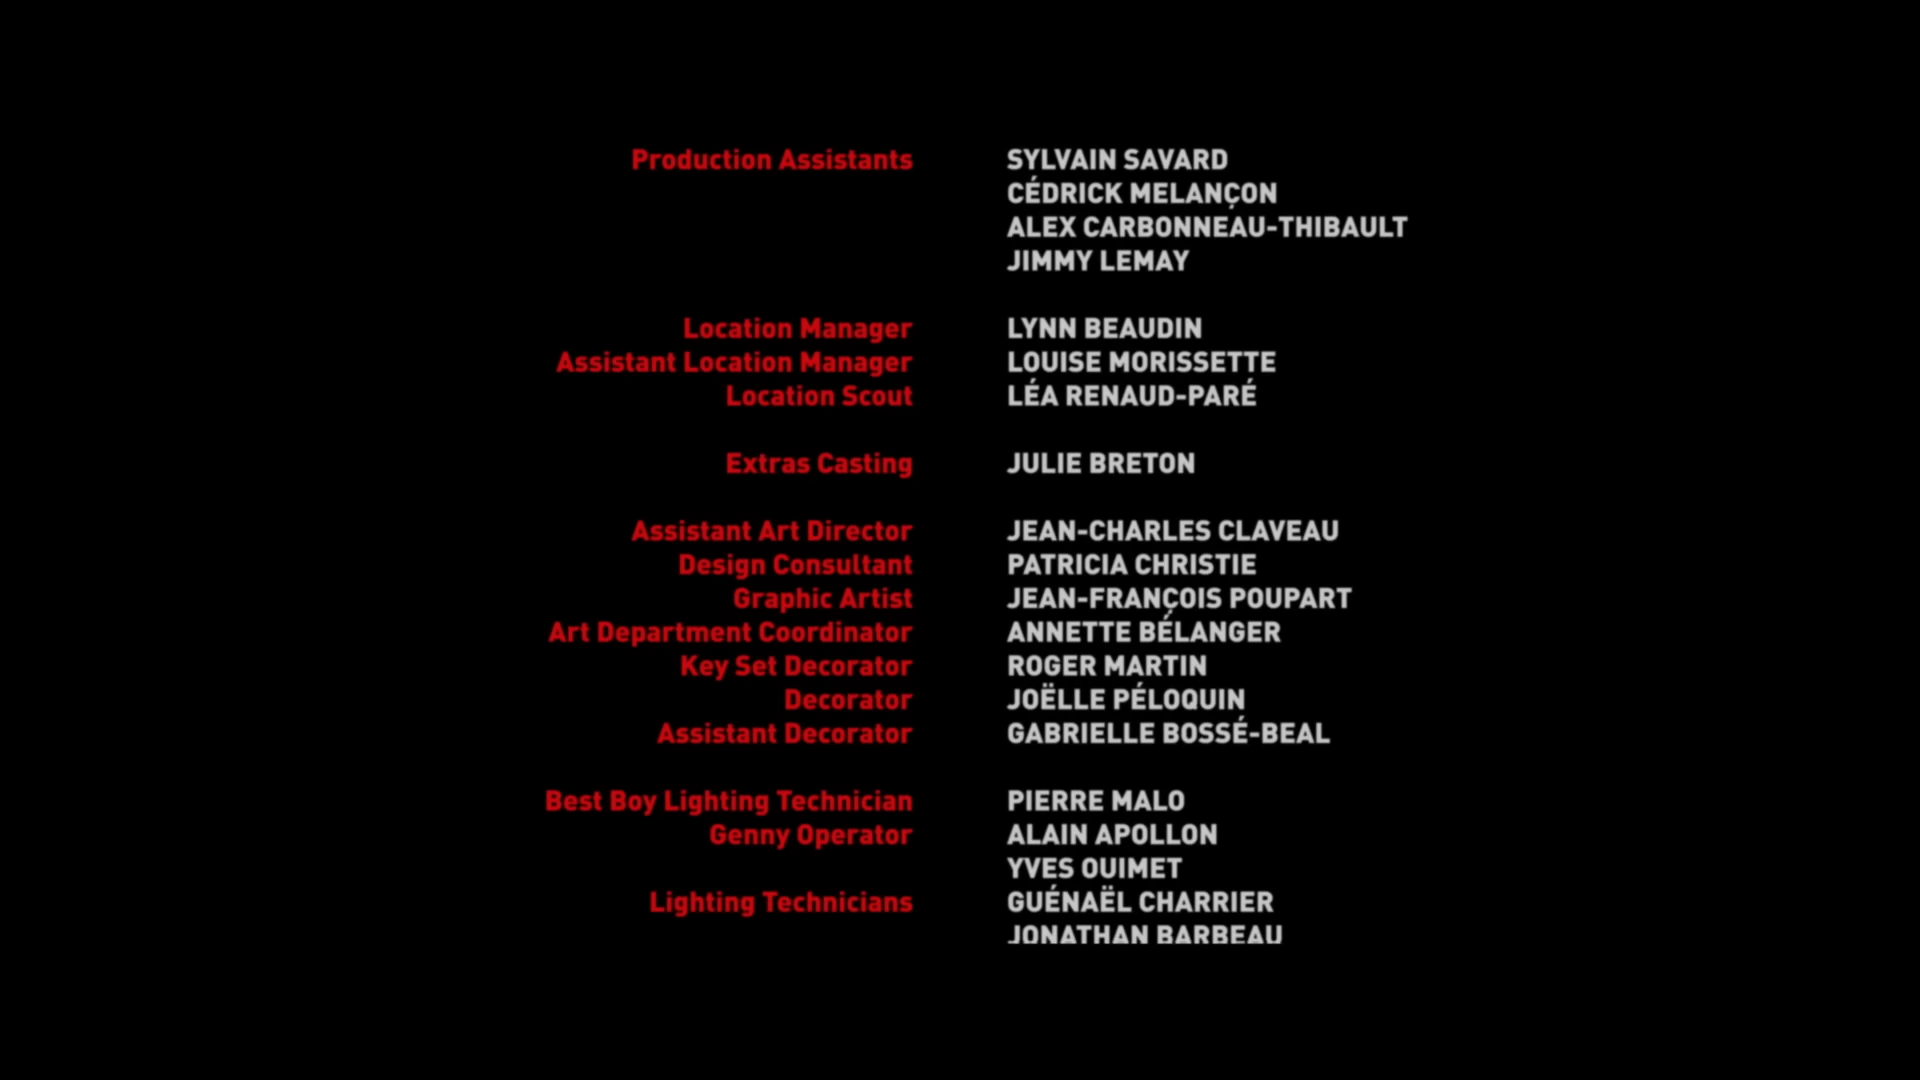 Production Assistants SYLVAIN SAVARD
CÉDRICK MELANÇON
ALEX CARBONNEAU-THIBAULT
JIMMY LEMAY
Location Manager LYNN BEAUDIN
Assistant Location Manager LOUISE MORISSETTE
Location Scout LÉA RENAUD-PARÉ
Extras Casting JULIE BRETON
Assistant Art Director JEAN-CHARLES CLAVEAU
Design Consultant PATRICIA CHRISTIE
Graphic Artist JEAN-FRANÇOIS POUPART
Art Department Coordinator ANNETTE BÉLANGER
Key Set Decorator ROGER MARTIN
Decorator JOËLLE PÉLOQUIN
Assistant Decorator GABRIELLE BOSSÉ-BEAL
Best Boy Lighting Technician PIERRE MALO
Genny Operator ALAIN APOLLON
YVES OUIMET
Lighting Technicians GUÉNAËL CHARRIER
JONATHAN BARBEAU